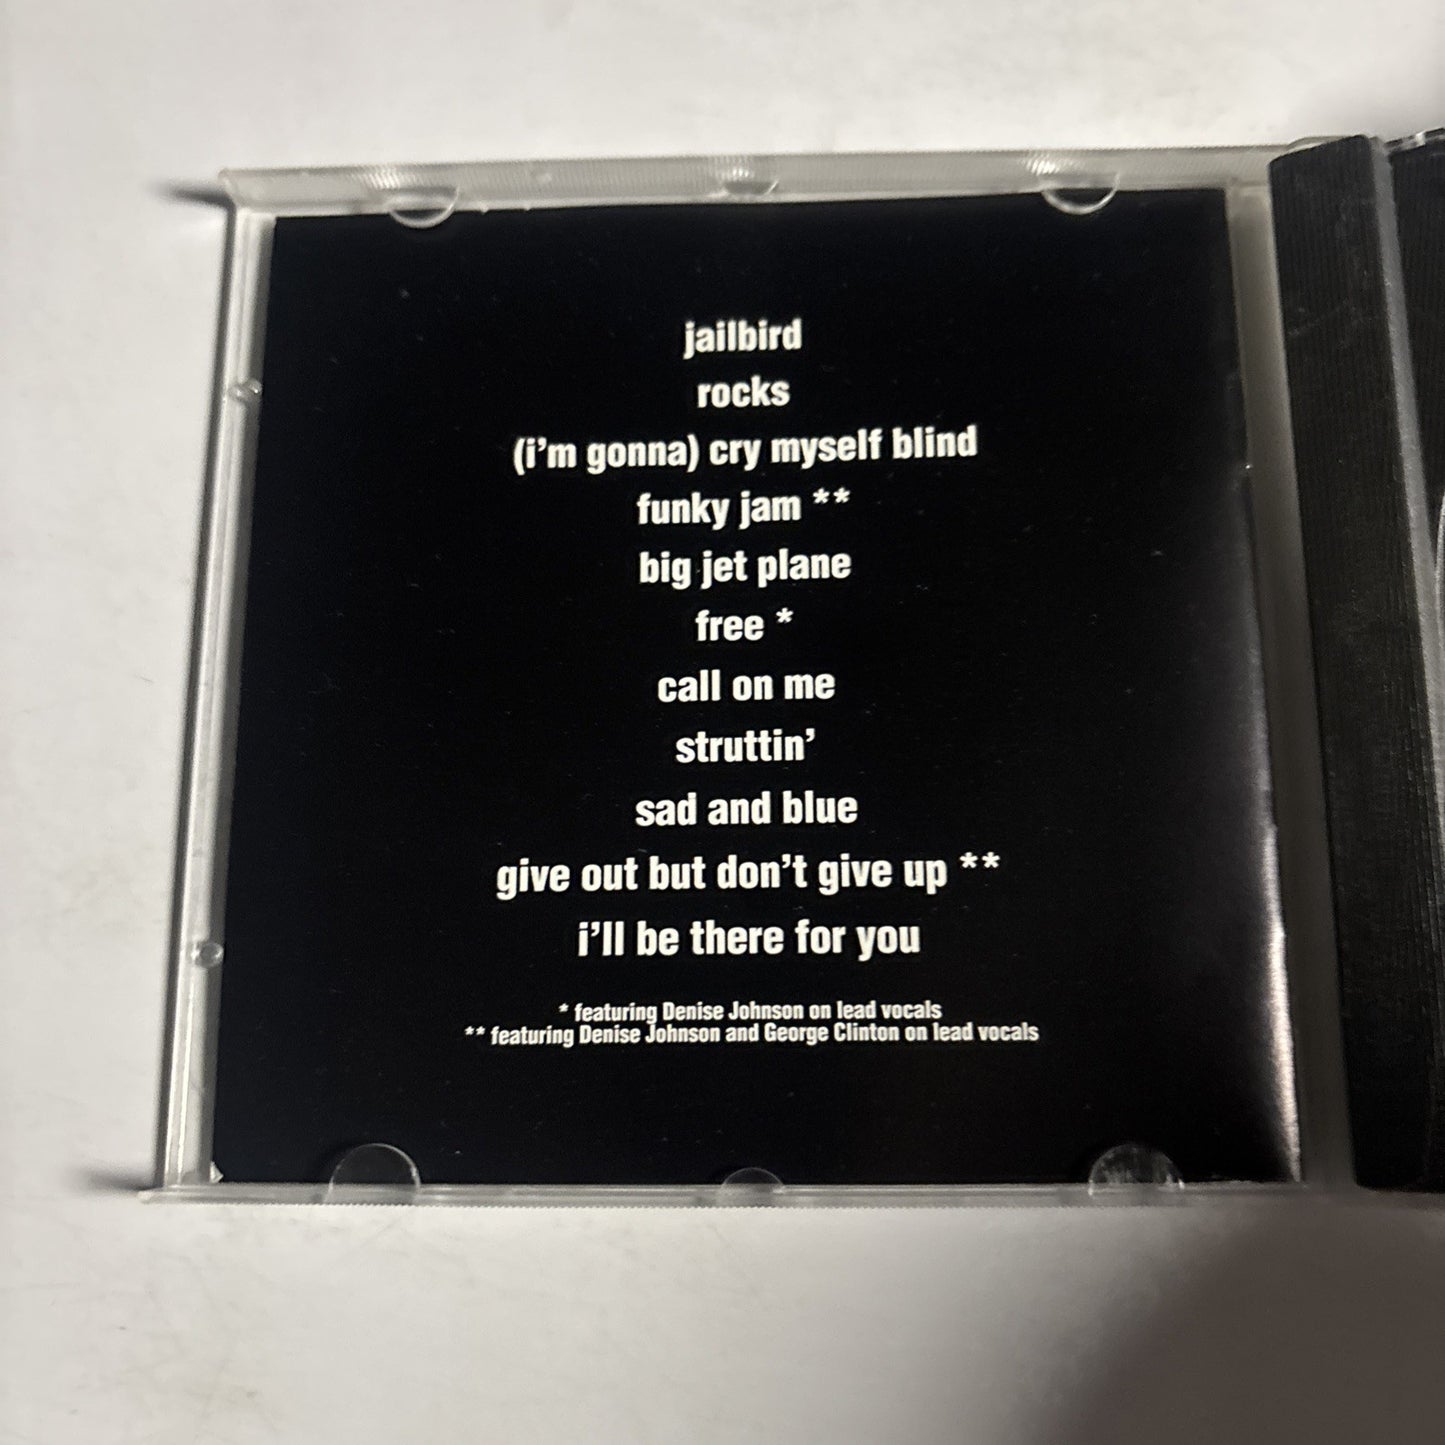 jailbird
rocks
(i’m gonna) cry myself blind
funky jam **
big jet plane
free *
call on me
struttin’
sad and blue
give out but don’t give up **
i’ll be there for you
* featuring Denise Johnson on lead vocals
** featuring Denise Johnson and George Clinton on lead vocals